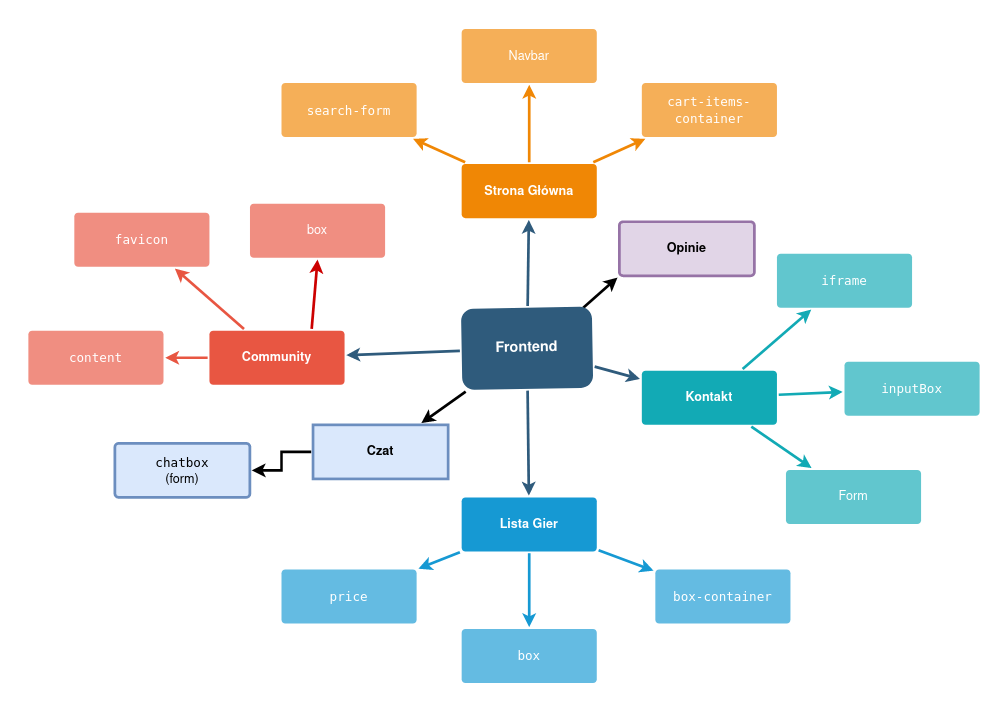 Navbar
search-form
cart-items-
container
Strona Główna
favicon
box
Opinie
iframe
Frontend
content
Community
Kontakt
inputBox
Czat
chatbox
(form)
Form
Lista Gier
price
box-container
box